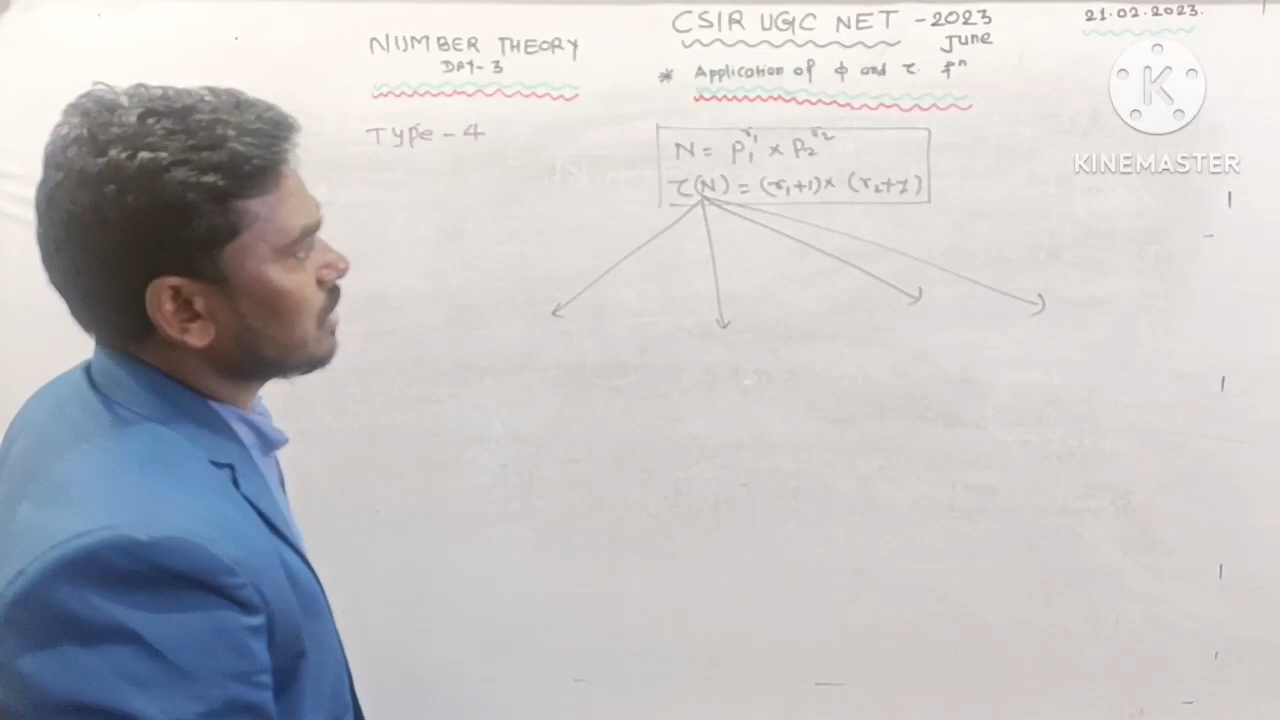 NUMBER THEORY
DAY-3
CSIR UGC NET -2023
June
21.02.2023.
* Application of ϕ and τ. fⁿ
Type-4
N = p₁^r₁ × p₂^r₂
τ(N) = (r₁+1)× (r₂+1)
K
KINEMASTER